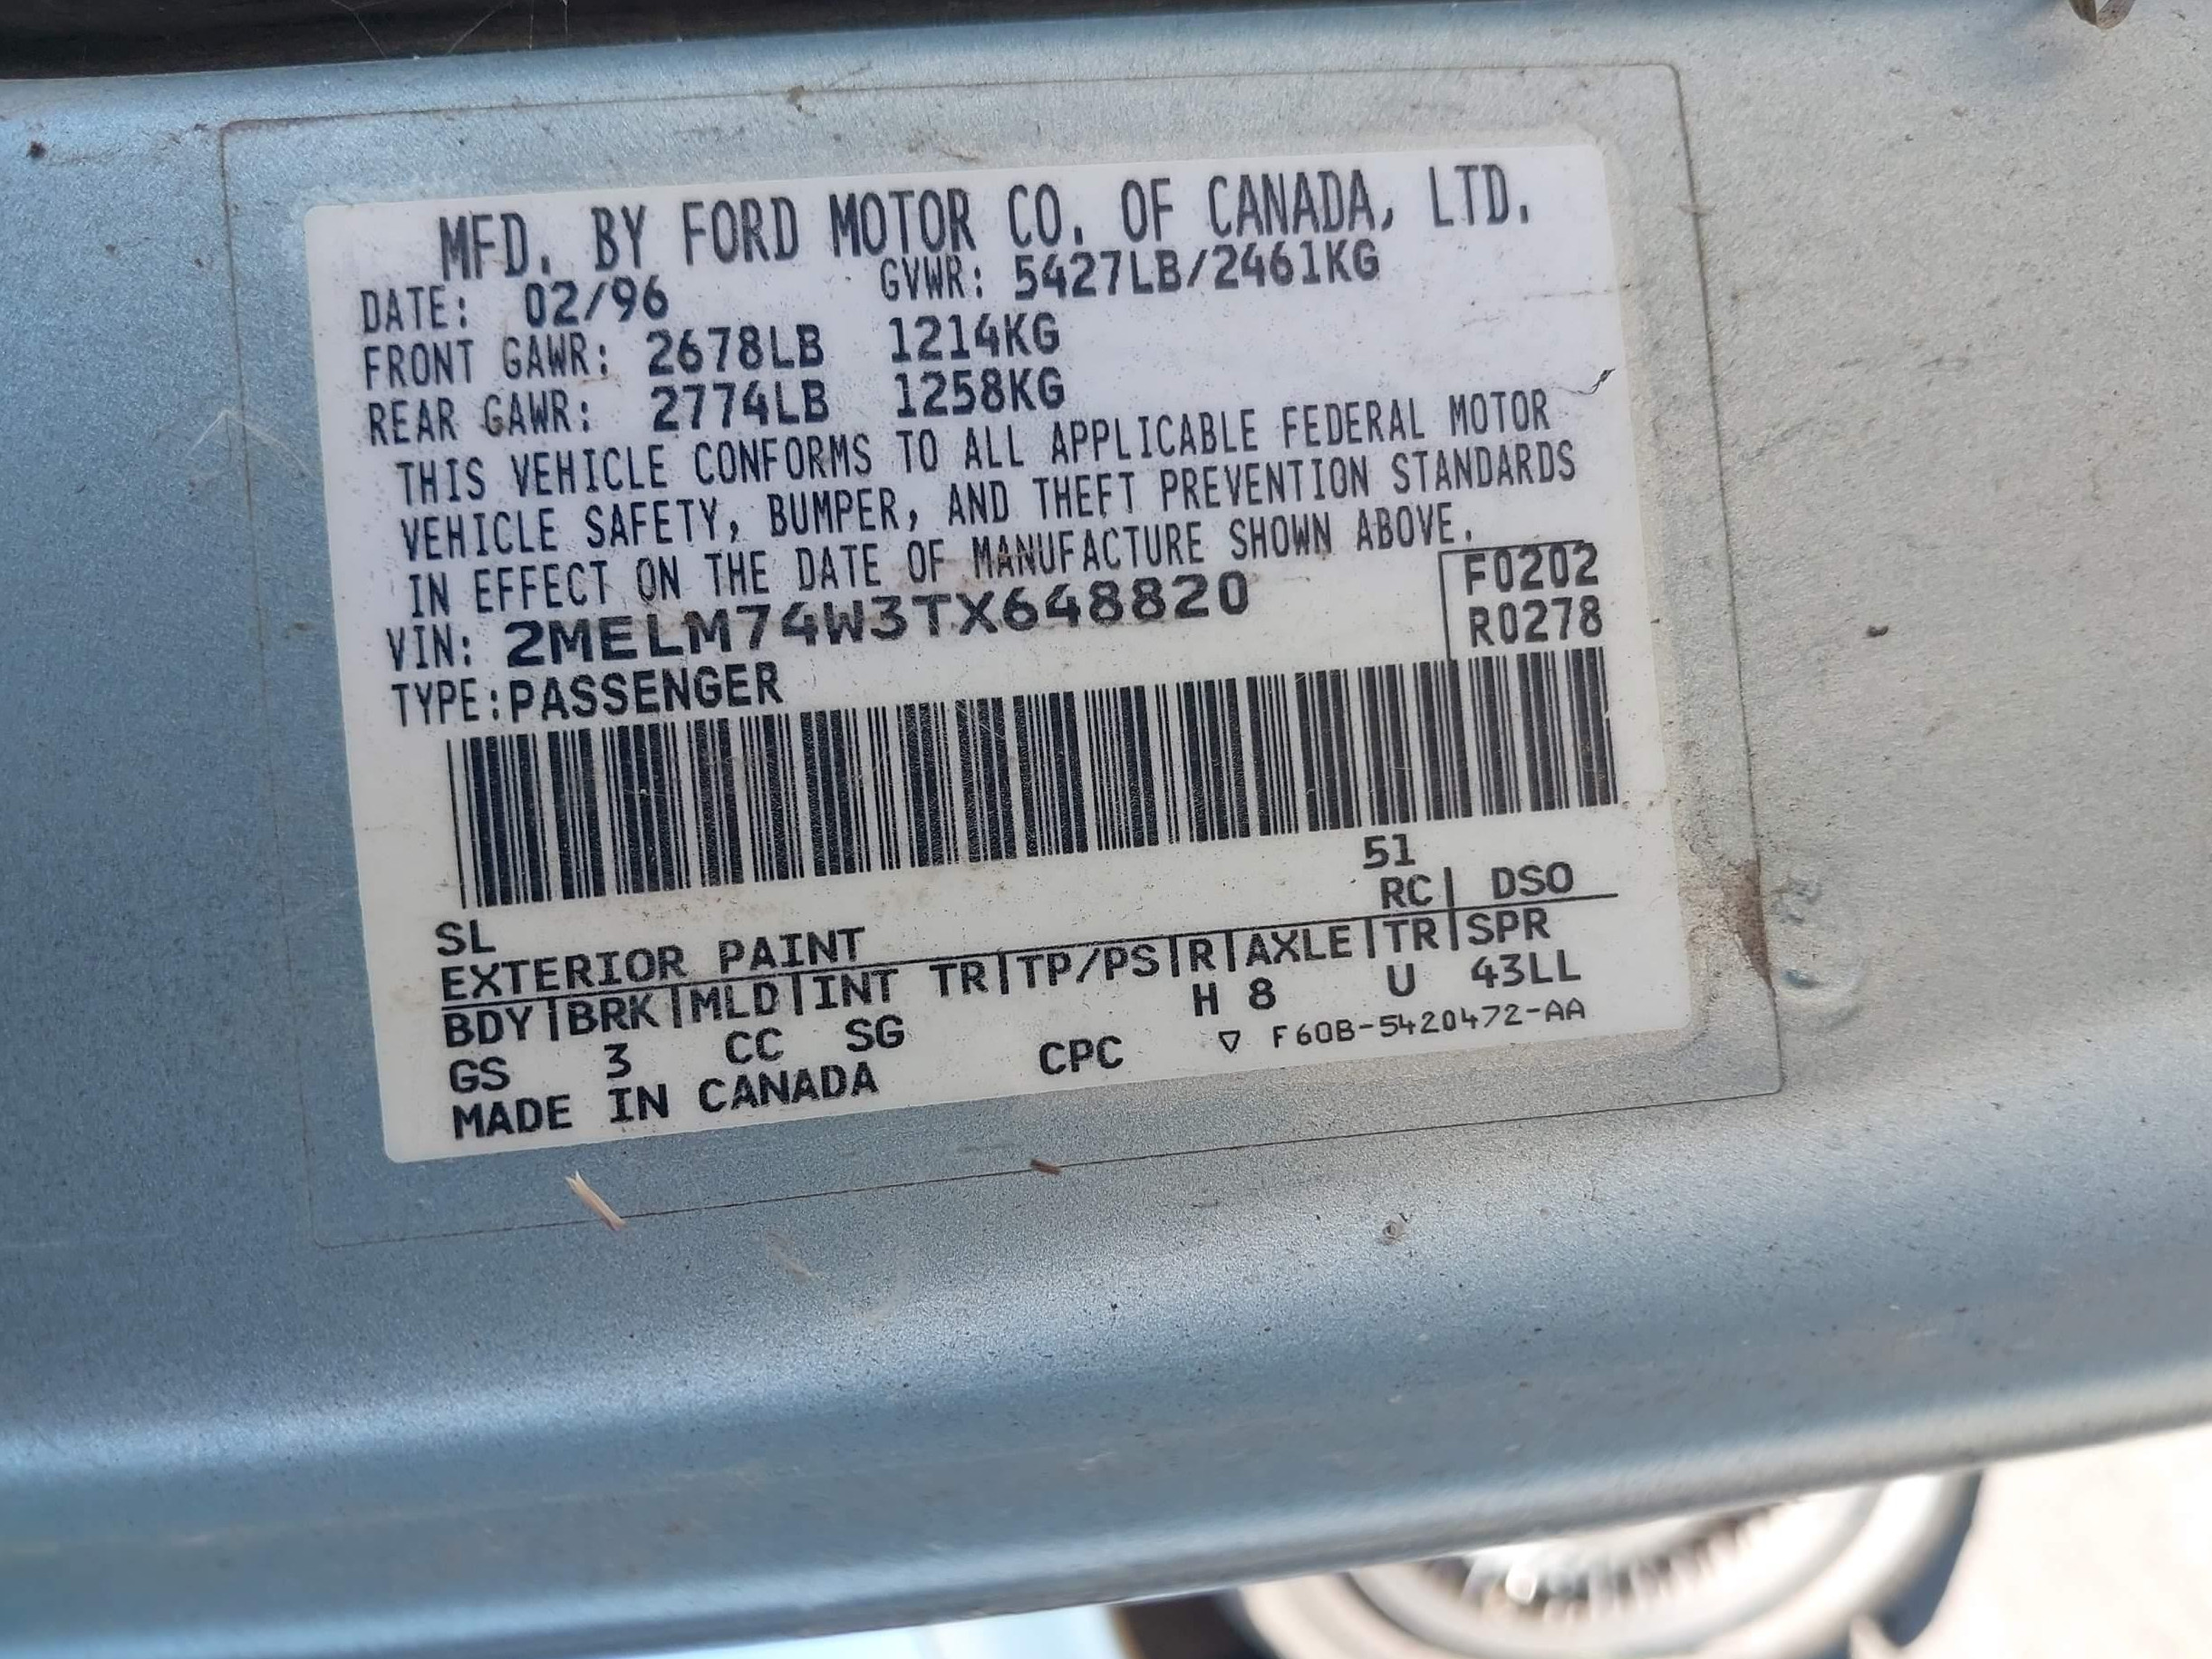 MFD. BY FORD MOTOR CO. OF CANADA, LTD.
DATE: 02/96 GVWR: 5427LB/2461KG
FRONT GAWR: 2678LB 1214KG
REAR GAWR: 2774LB 1258KG
THIS VEHICLE CONFORMS TO ALL APPLICABLE FEDERAL MOTOR
VEHICLE SAFETY, BUMPER, AND THEFT PREVENTION STANDARDS
IN EFFECT ON THE DATE OF MANUFACTURE SHOWN ABOVE.
VIN: 2MELM74W3TX648820
F0202
TYPE:PASSENGER
R0278
51
SL RC| DSO
EXTERIOR PAINT
BDY|BRK|MLD|INT TR|TP/PS|R|AXLE|TR|SPR
GS 3 CC SG H 8 U 43LL
MADE IN CANADA CPC ▽ F60B-5420472-AA